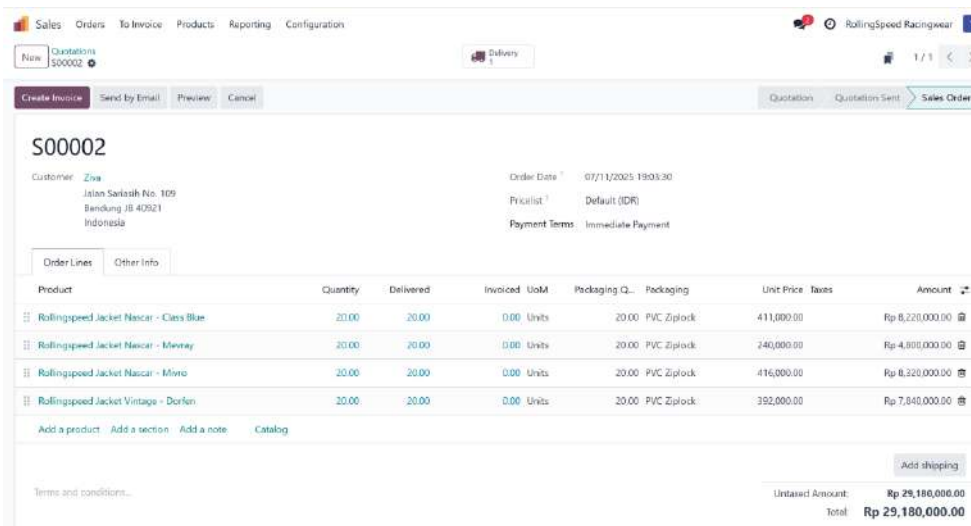 Sales Orders To Invoice Products Reporting Configuration
RollingSpeed Racingwear
New Quotations
S00002
Delivery
1
1 / 1
Create Invoice Send by Email Preview Cancel
Quotation Quotation Sent Sales Order
S00002
Customer Ziva
Jalan Sariasih No. 109
Bandung JB 40921
Indonesia
Order Date ? 07/11/2025 19:03:30
Pricelist ? Default (IDR)
Payment Terms Immediate Payment
Order Lines Other Info
Product Quantity Delivered Invoiced UoM Packaging Q... Packaging Unit Price Taxes Amount
Rollingspeed Jacket Nascar - Class Blue 20.00 20.00 0.00 Units 20.00 PVC Ziplock 411,000.00 Rp 8,220,000.00
Rollingspeed Jacket Nascar - Mevray 20.00 20.00 0.00 Units 20.00 PVC Ziplock 240,000.00 Rp 4,800,000.00
Rollingspeed Jacket Nascar - Mivro 20.00 20.00 0.00 Units 20.00 PVC Ziplock 416,000.00 Rp 8,320,000.00
Rollingspeed Jacket Vintage - Dorfen 20.00 20.00 0.00 Units 20.00 PVC Ziplock 392,000.00 Rp 7,840,000.00
Add a product Add a section Add a note Catalog
Add shipping
Terms and conditions...
Untaxed Amount: Rp 29,180,000.00
Total: Rp 29,180,000.00